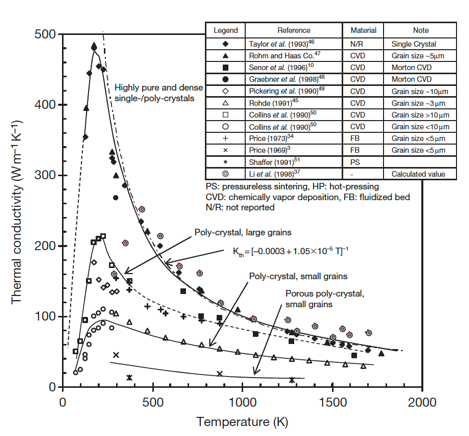 Legend Reference Material Note
Taylor et al. (1993)46 N/R Single Crystal
Rohm and Haas Co.47 CVD Grain size ~5μm
Senor et al. (1996)10 CVD Morton CVD
Graebner et al. (1998)48 CVD Morton CVD
Pickering et al. (1990)49 CVD Grain size ~10μm
Rohde (1991)45 CVD Grain size ~3μm
Collins et al. (1990)50 CVD Grain size >10μm
Collins et al. (1990)50 CVD Grain size <10μm
Price (1973)34 FB Grain size <5μm
Price (1969)3 FB Grain size <5μm
Shaffer (1991)51 PS
Li et al. (1998)37 - Calculated value
PS: pressureless sintering, HP: hot-pressing
CVD: chemically vapor deposition, FB: fluidized bed
N/R: not reported
Highly pure and dense
single-/poly-crystals
Poly-crystal, large grains
Kth=[–0.0003+1.05×10–5 T]–1
Poly-crystal, small grains
Porous poly-crystal,
small grains
Thermal conductivity (W m–1 K–1)
500
400
300
200
100
0
0 500 1000 1500 2000
Temperature (K)